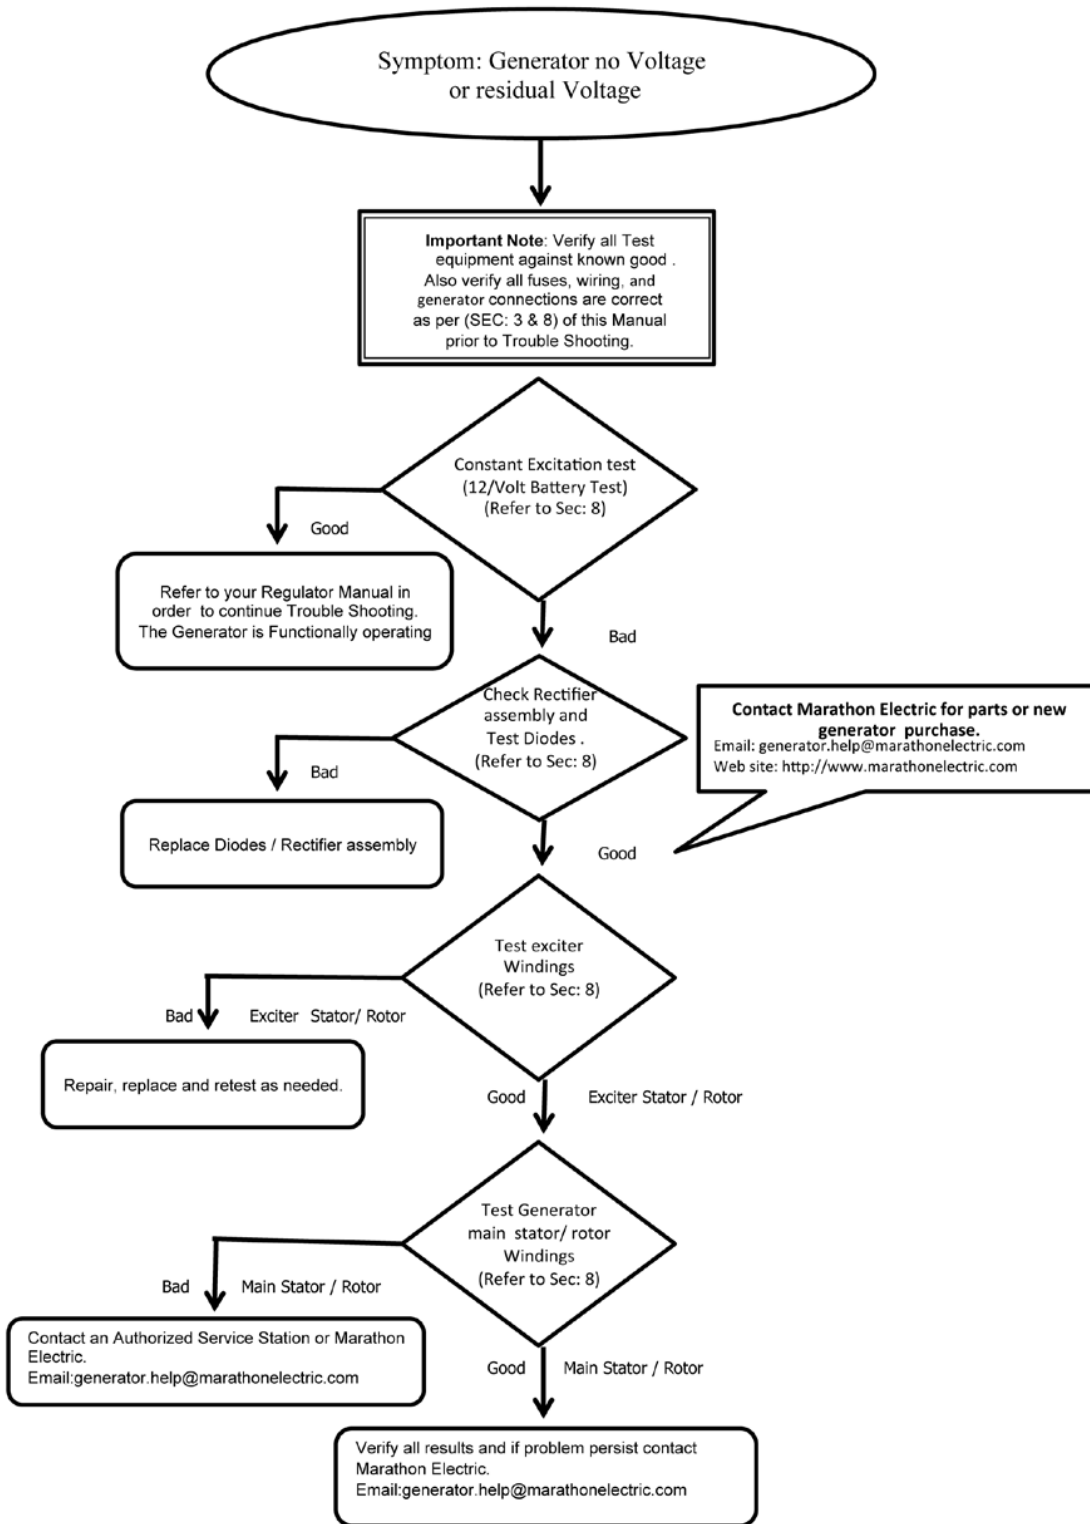 Symptom: Generator no Voltage
or residual Voltage
Important Note: Verify all Test
equipment against known good .
Also verify all fuses, wiring, and
generator connections are correct
as per (SEC: 3 & 8) of this Manual
prior to Trouble Shooting.
Constant Excitation test
(12/Volt Battery Test)
(Refer to Sec: 8)
Good
Refer to your Regulator Manual in
order to continue Trouble Shooting.
The Generator is Functionally operating
Bad
Check Rectifier
assembly and
Test Diodes .
(Refer to Sec: 8)
Contact Marathon Electric for parts or new
generator purchase.
Email: generator.help@marathonelectric.com
Web site: http://www.marathonelectric.com
Bad
Replace Diodes / Rectifier assembly
Good
Test exciter
Windings
(Refer to Sec: 8)
Bad Exciter Stator/ Rotor
Repair, replace and retest as needed.
Good Exciter Stator / Rotor
Test Generator
main stator/ rotor
Windings
(Refer to Sec: 8)
Bad Main Stator / Rotor
Contact an Authorized Service Station or Marathon
Electric.
Email:generator.help@marathonelectric.com
Good Main Stator / Rotor
Verify all results and if problem persist contact
Marathon Electric.
Email:generator.help@marathonelectric.com